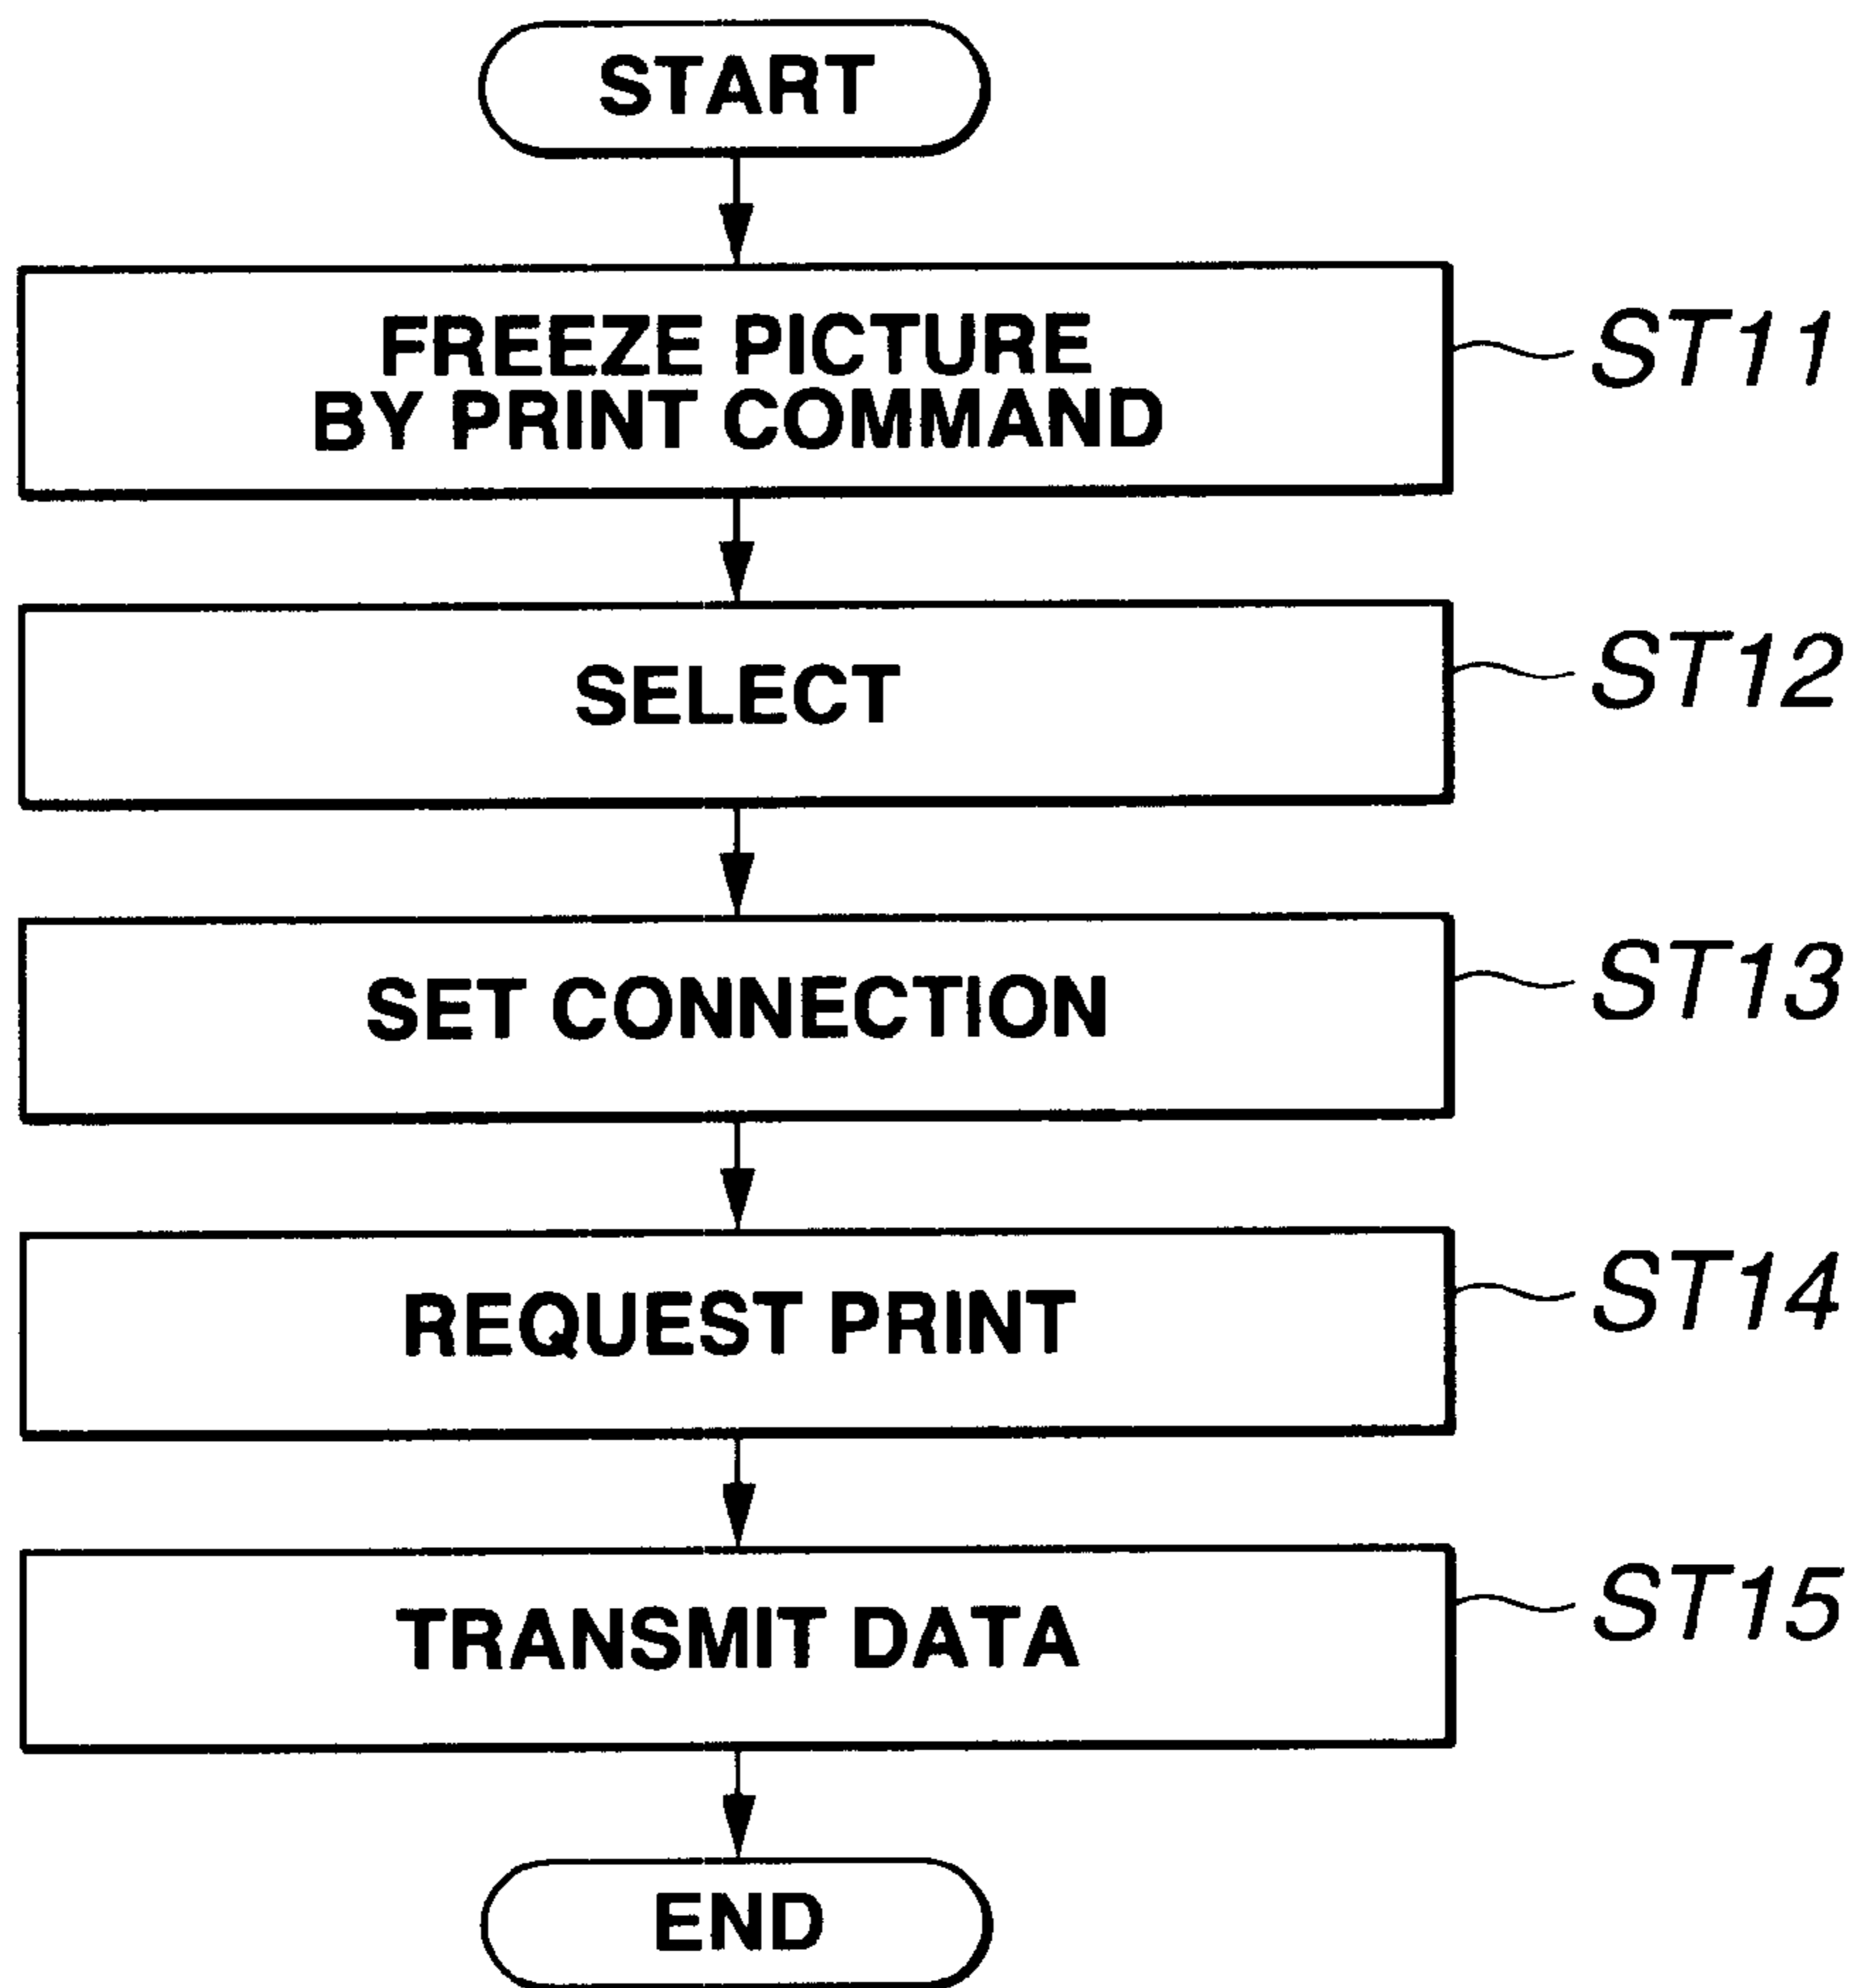 START
FREEZE PICTURE
BY PRINT COMMAND
ST11
SELECT
ST12
SET CONNECTION
ST13
REQUEST PRINT
ST14
TRANSMIT DATA
ST15
END